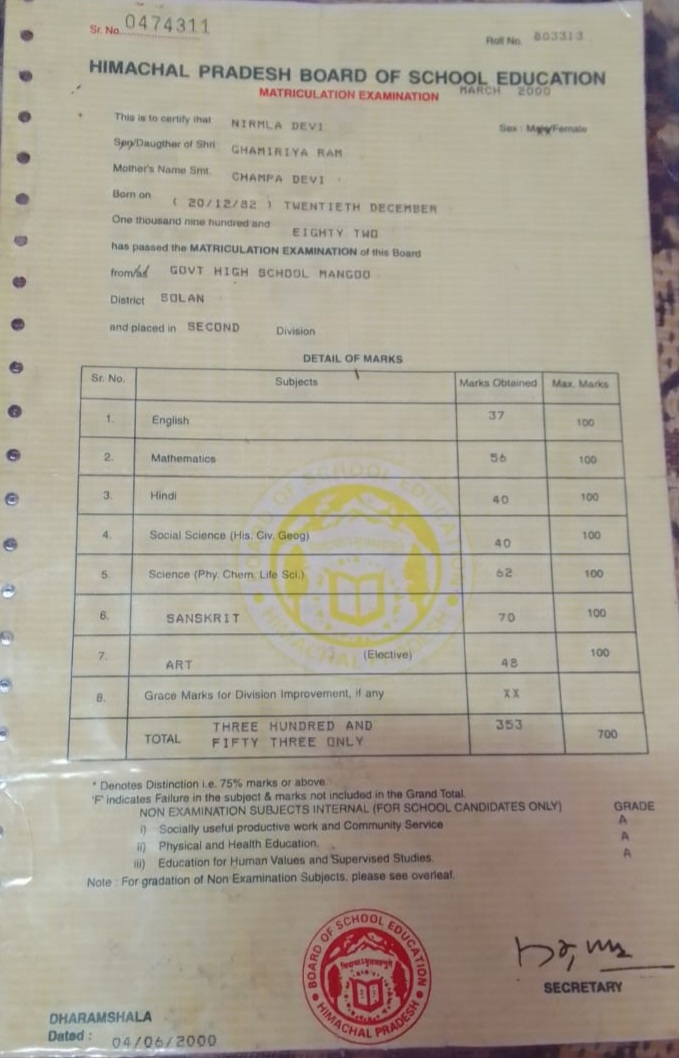 Sr. No. 0474311
Roll No. 803313
HIMACHAL PRADESH BOARD OF SCHOOL EDUCATION
MATRICULATION EXAMINATION MARCH 2000
This is to certify that NIRMLA DEVI Sex : Male/Female
Son/Daugther of Shri GHAMIRIYA RAM
Mother's Name Smt. CHAMPA DEVI
Born on ( 20/12/82 ) TWENTIETH DECEMBER
One thousand nine hundred and EIGHTY TWO
has passed the MATRICULATION EXAMINATION of this Board
from/as GOVT HIGH SCHOOL MANGOO
District SOLAN
and placed in SECOND Division
DETAIL OF MARKS
Sr. No. Subjects Marks Obtained Max. Marks
1. English 37 100
2. Mathematics 56 100
3. Hindi 40 100
4. Social Science (His. Civ. Geog) 40 100
5. Science (Phy. Chem. Life Sci.) 62 100
6. SANSKRIT 70 100
7. ART (Elective) 48 100
8. Grace Marks for Division Improvement, if any XX
TOTAL THREE HUNDRED AND FIFTY THREE ONLY 353 700
* Denotes Distinction i.e. 75% marks or above.
'F' indicates Failure in the subject & marks not included in the Grand Total.
NON EXAMINATION SUBJECTS INTERNAL (FOR SCHOOL CANDIDATES ONLY) GRADE
i) Socially useful productive work and Community Service A
ii) Physical and Health Education. A
iii) Education for Human Values and Supervised Studies. A
Note : For gradation of Non Examination Subjects, please see overleaf.
BOARD OF SCHOOL EDUCATION
HIMACHAL PRADESH
SECRETARY
DHARAMSHALA
Dated : 04/06/2000